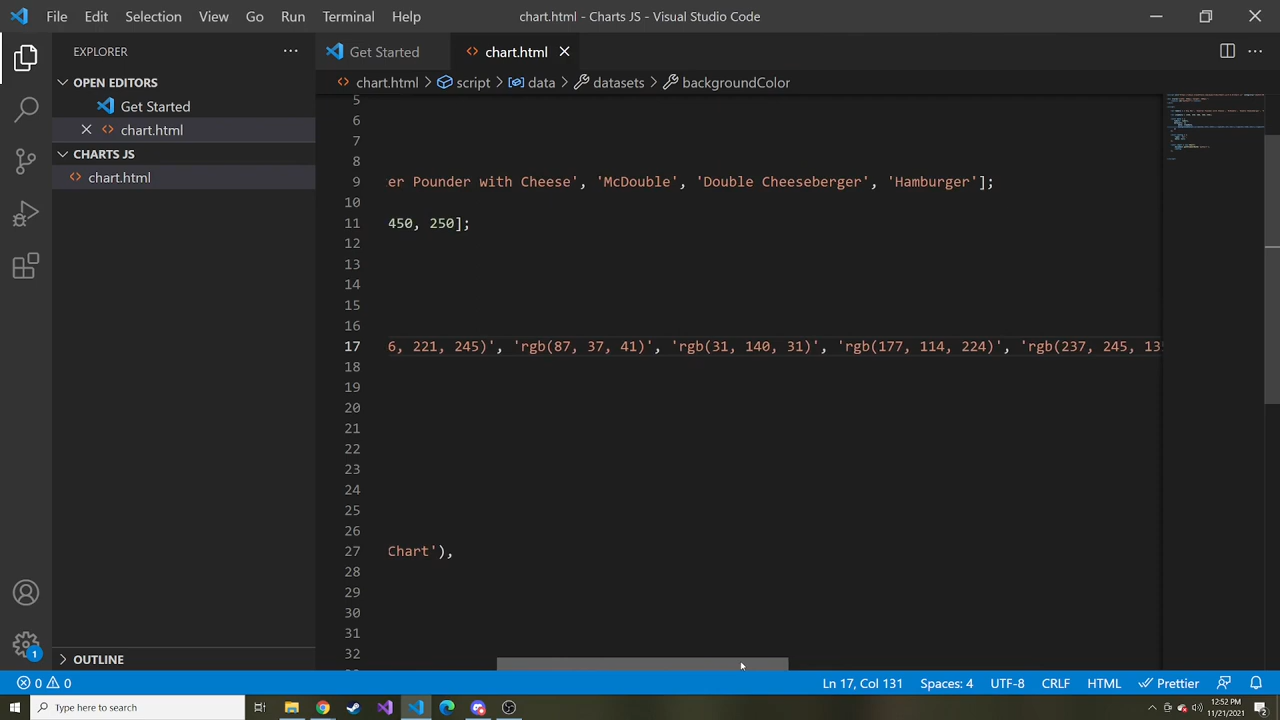 File Edit Selection View Go Run Terminal Help chart.html - Charts JS - Visual Studio Code
EXPLORER
Get Started chart.html
chart.html script data datasets backgroundColor
OPEN EDITORS
Get Started
chart.html
CHARTS JS
chart.html
5
6
7
8
9 er Pounder with Cheese', 'McDouble', 'Double Cheeseberger', 'Hamburger'];
10
11 450, 250];
12
13
14
15
16
17 6, 221, 245)', 'rgb(87, 37, 41)', 'rgb(31, 140, 31)', 'rgb(177, 114, 224)', 'rgb(237, 245, 135
18
19
20
21
22
23
24
25
26
27 Chart'),
28
29
30
31
32
OUTLINE
1
0 0 Ln 17, Col 131 Spaces: 4 UTF-8 CRLF HTML Prettier
Type here to search
12:52 PM
11/21/2021
2